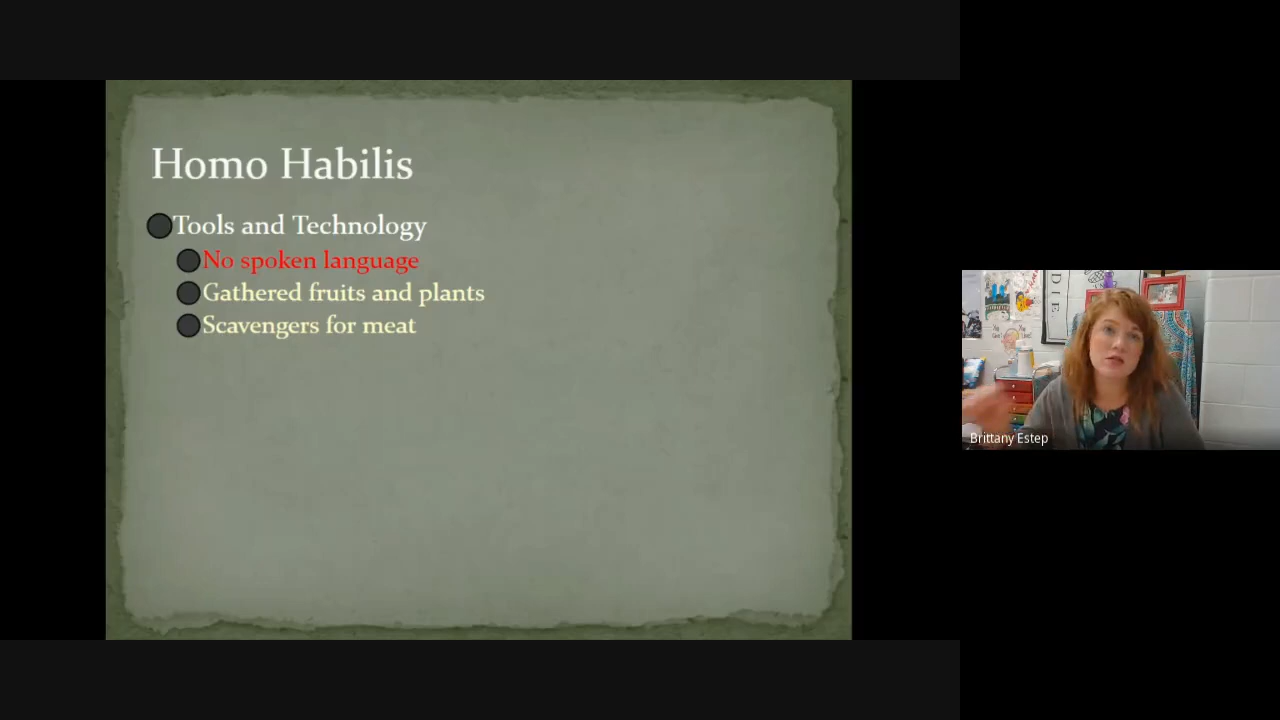 Homo Habilis
Tools and Technology
No spoken language
Gathered fruits and plants
Scavengers for meat
Brittany Estep